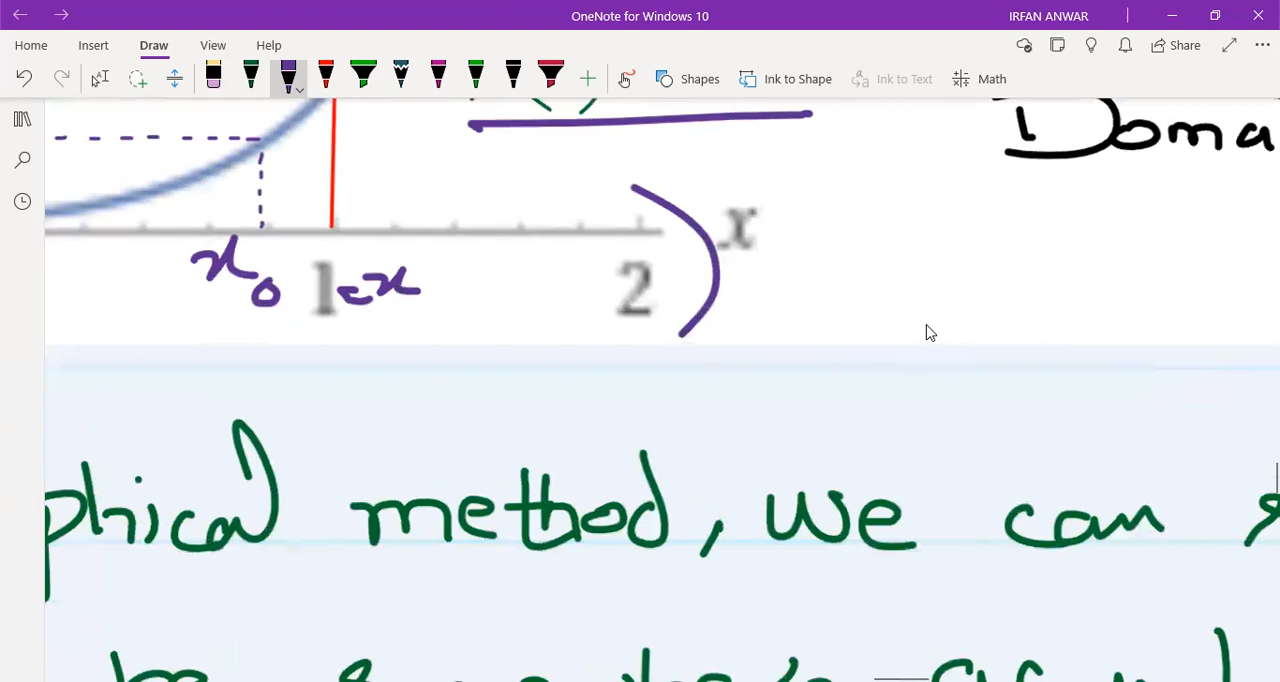 OneNote for Windows 10
IRFAN ANWAR
Home Insert Draw View Help
Share
Shapes Ink to Shape Ink to Text Math
Doma
x
x0 1=x 2
phical method, we can